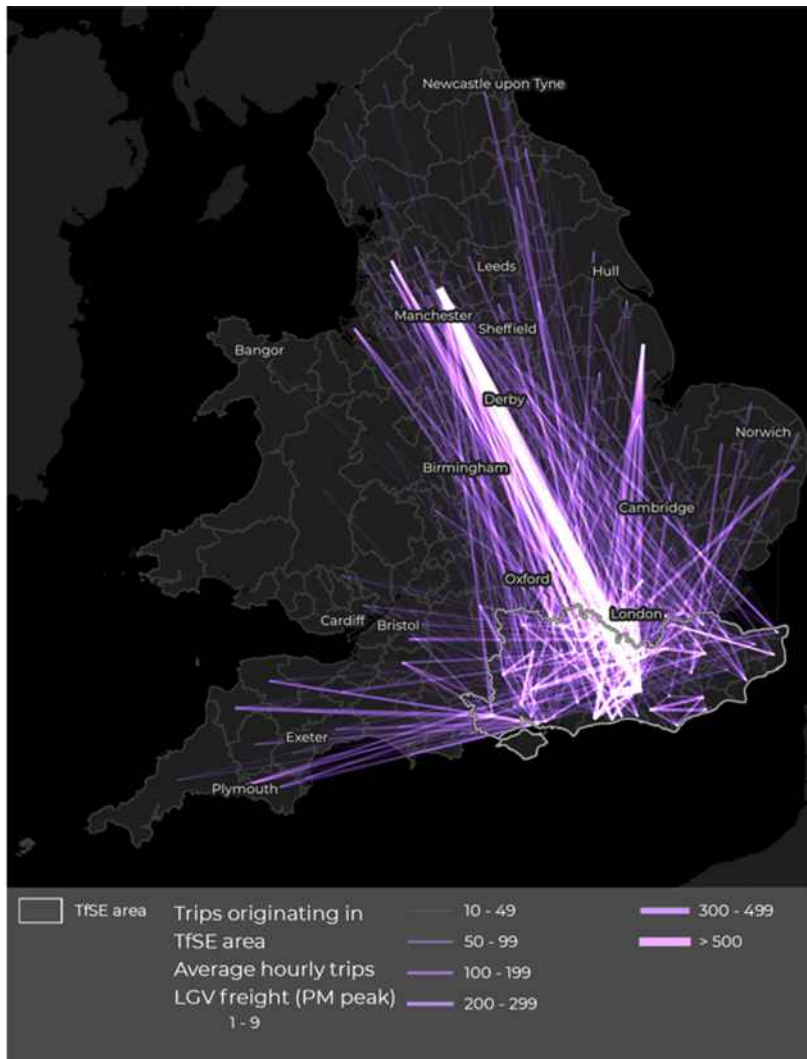 Newcastle upon Tyne
Leeds
Hull
Manchester
Sheffield
Bangor
Derby
Norwich
Birmingham
Cambridge
Oxford
London
Cardiff
Bristol
Exeter
Plymouth
TfSE area
Trips originating in
TfSE area
Average hourly trips
LGV freight (PM peak)
1 - 9
10 - 49
50 - 99
100 - 199
200 - 299
300 - 499
> 500